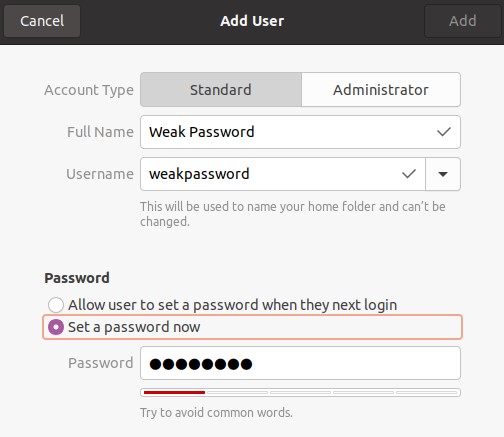 Cancel Add User Add
Account Type Standard Administrator
Full Name Weak Password
Username weakpassword
This will be used to name your home folder and can't be
changed.
Password
Allow user to set a password when they next login
Set a password now
Password ●●●●●●●●
Try to avoid common words.